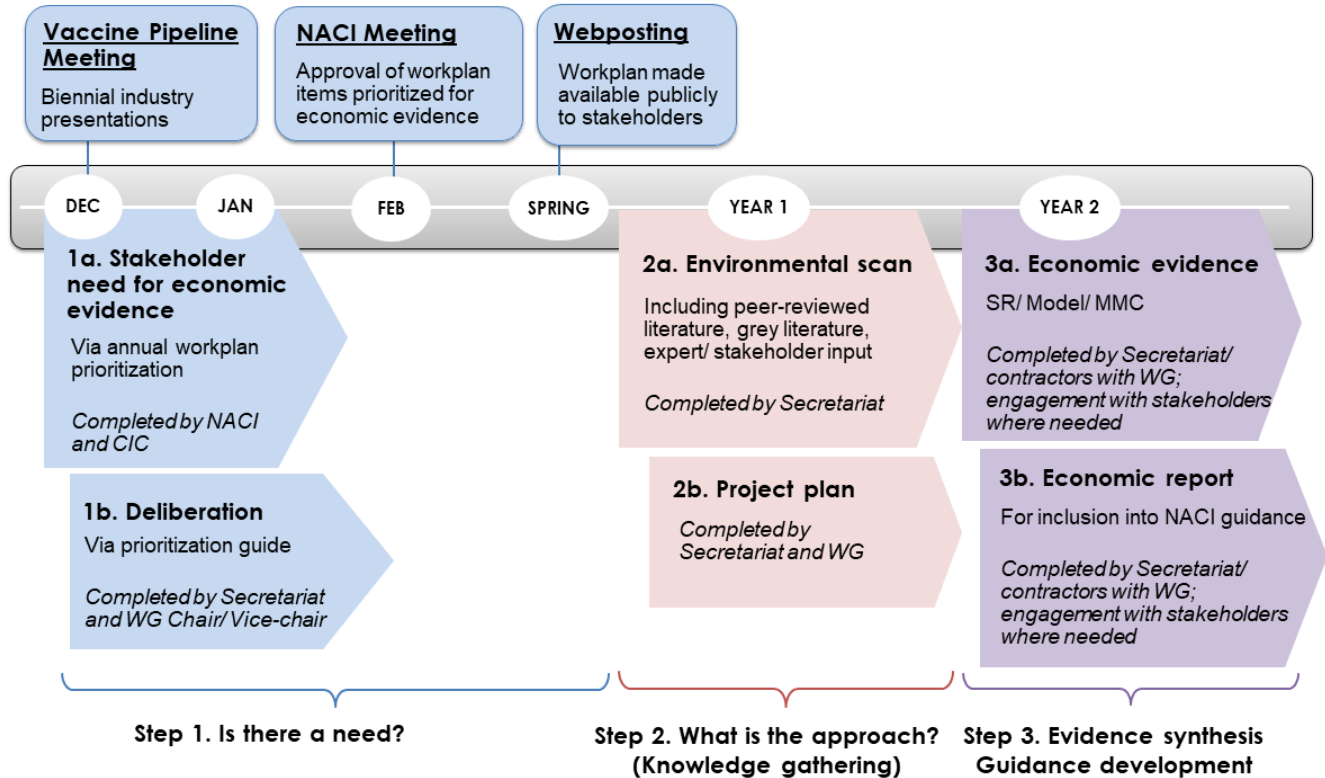 Vaccine Pipeline
Meeting
Biennial industry
presentations
NACI Meeting
Approval of workplan
items prioritized for
economic evidence
Webposting
Workplan made
available publicly
to stakeholders
DEC
JAN
FEB
SPRING
YEAR 1
YEAR 2
1a. Stakeholder
need for economic
evidence
Via annual workplan
prioritization
Completed by NACI
and CIC
1b. Deliberation
Via prioritization guide
Completed by Secretariat
and WG Chair/ Vice-chair
2a. Environmental scan
Including peer-reviewed
literature, grey literature,
expert/ stakeholder input
Completed by Secretariat
2b. Project plan
Completed by
Secretariat and WG
3a. Economic evidence
SR/ Model/ MMC
Completed by Secretariat/
contractors with WG;
engagement with stakeholders
where needed
3b. Economic report
For inclusion into NACI guidance
Completed by Secretariat/
contractors with WG;
engagement with stakeholders
where needed
Step 1. Is there a need?
Step 2. What is the approach?
(Knowledge gathering)
Step 3. Evidence synthesis
Guidance development